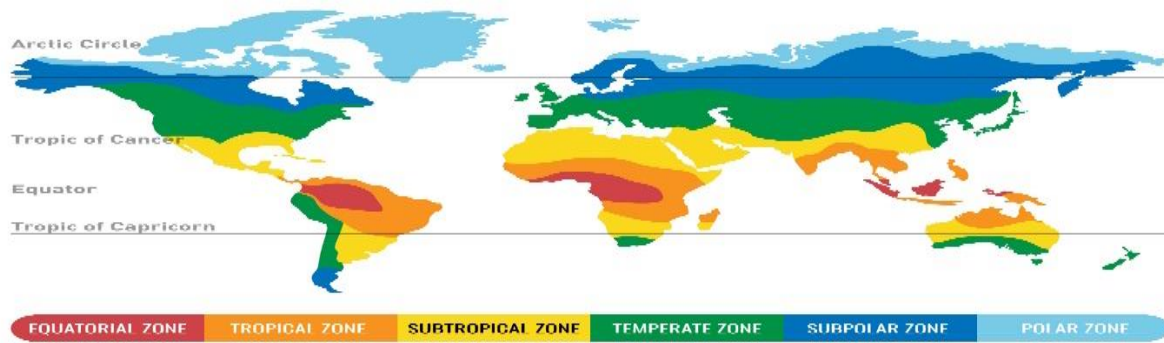 Arctic Circle
Tropic of Cancer
Equator
Tropic of Capricorn
EQUATORIAL ZONE TROPICAL ZONE SUBTROPICAL ZONE TEMPERATE ZONE SUBPOLAR ZONE POLAR ZONE